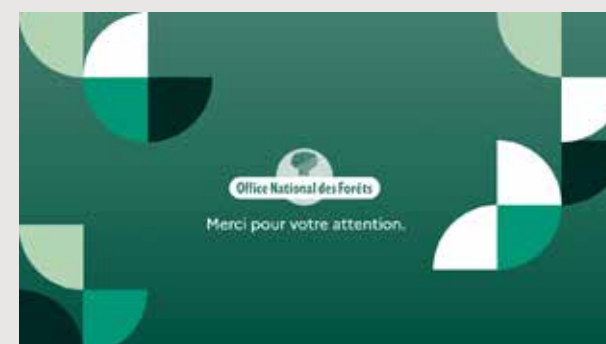 Office National des Forêts
Merci pour votre attention.